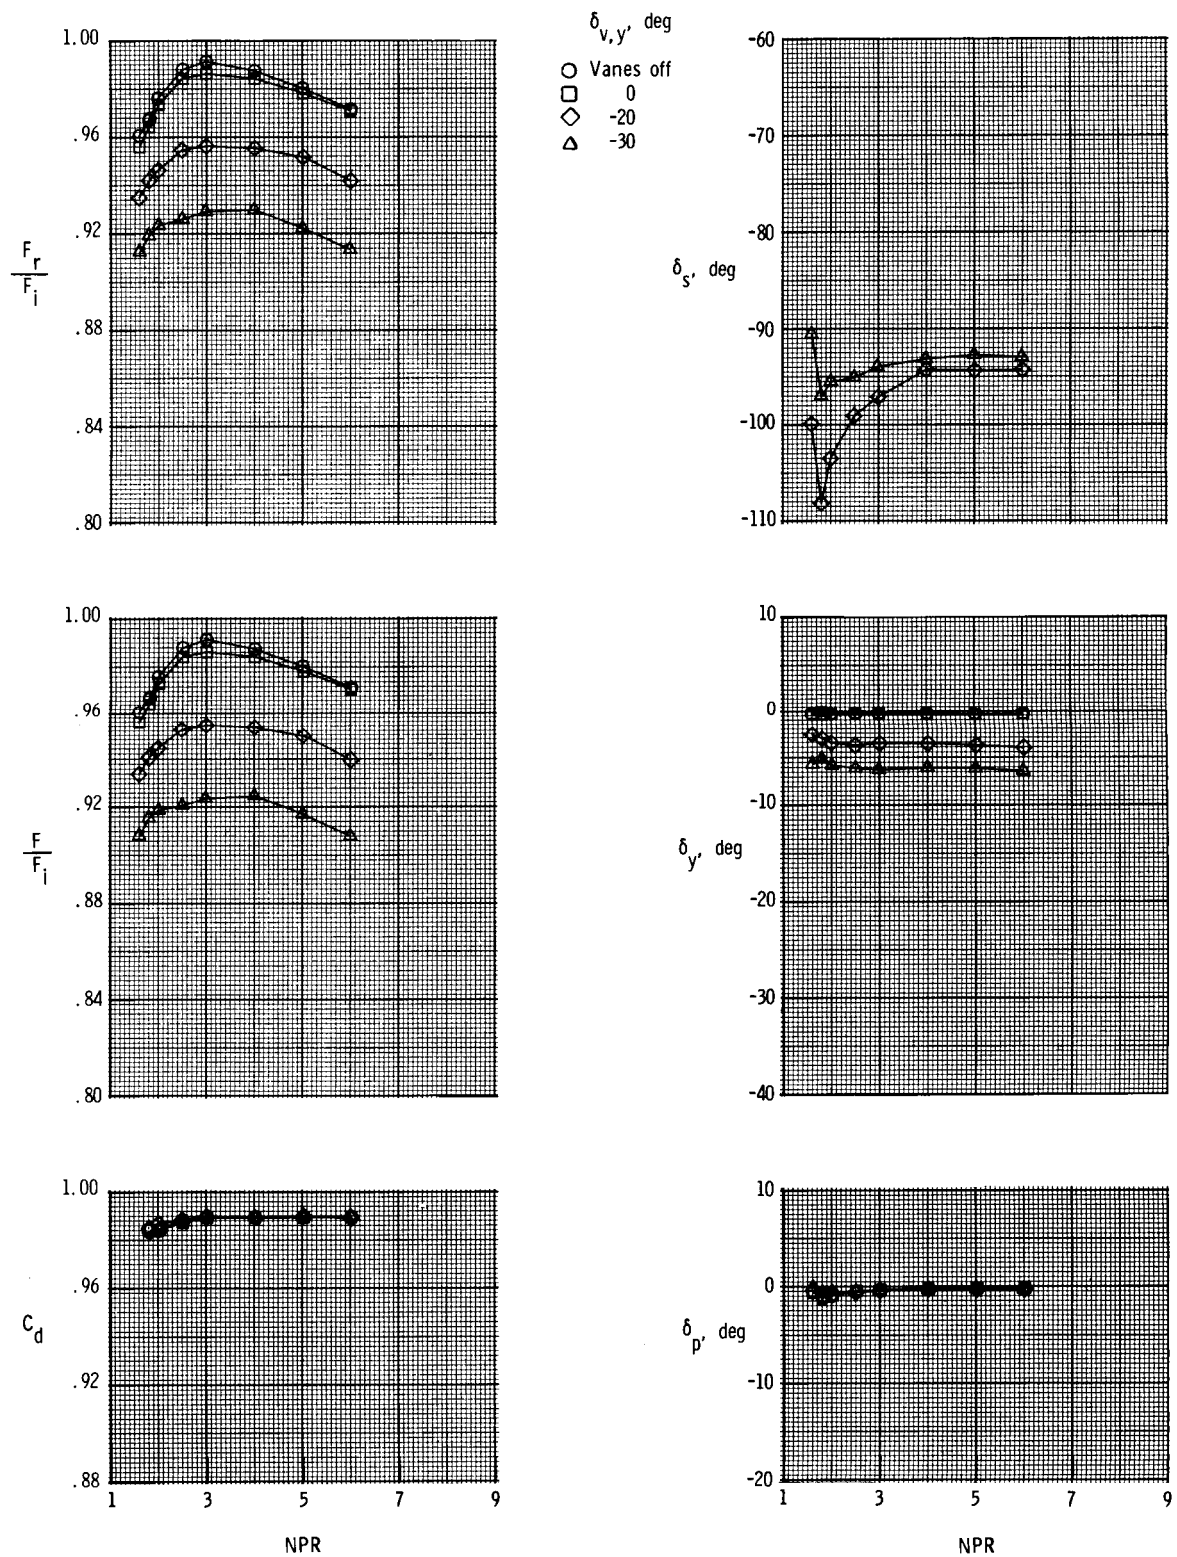 δv,y, deg
Vanes off
0
-20
-30
1.00
.96
.92
.88
.84
.80
Fr
Fi
-60
-70
-80
-90
-100
-110
δs, deg
1.00
.96
.92
.88
.84
.80
F
Fi
10
0
-10
-20
-30
-40
δy, deg
1.00
.96
.92
.88
Cd
1 3 5 7 9
NPR
10
0
-10
-20
δp, deg
1 3 5 7 9
NPR